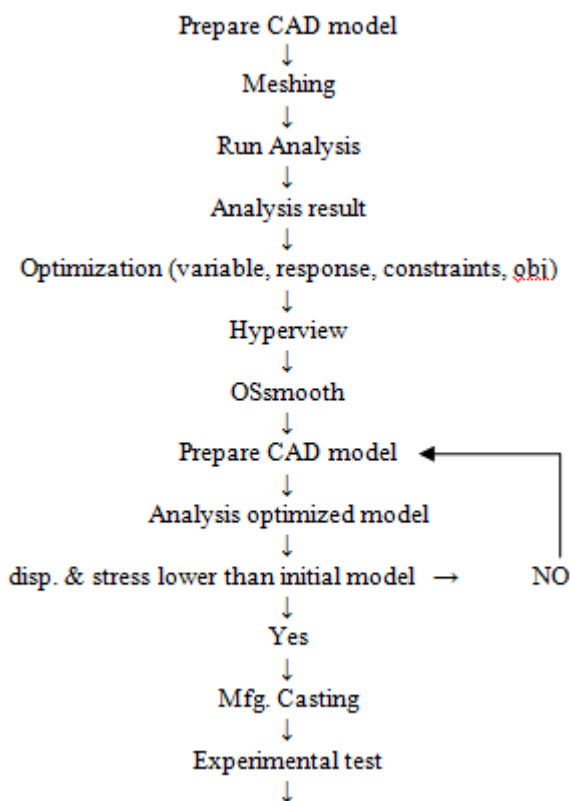 Prepare CAD model
↓
Meshing
↓
Run Analysis
↓
Analysis result
↓
Optimization (variable, response, constraints, obj)
↓
Hyperview
↓
OSsmooth
↓
Prepare CAD model
↓
Analysis optimized model
↓
disp. & stress lower than initial model → NO
↓
Yes
↓
Mfg. Casting
↓
Experimental test
↓